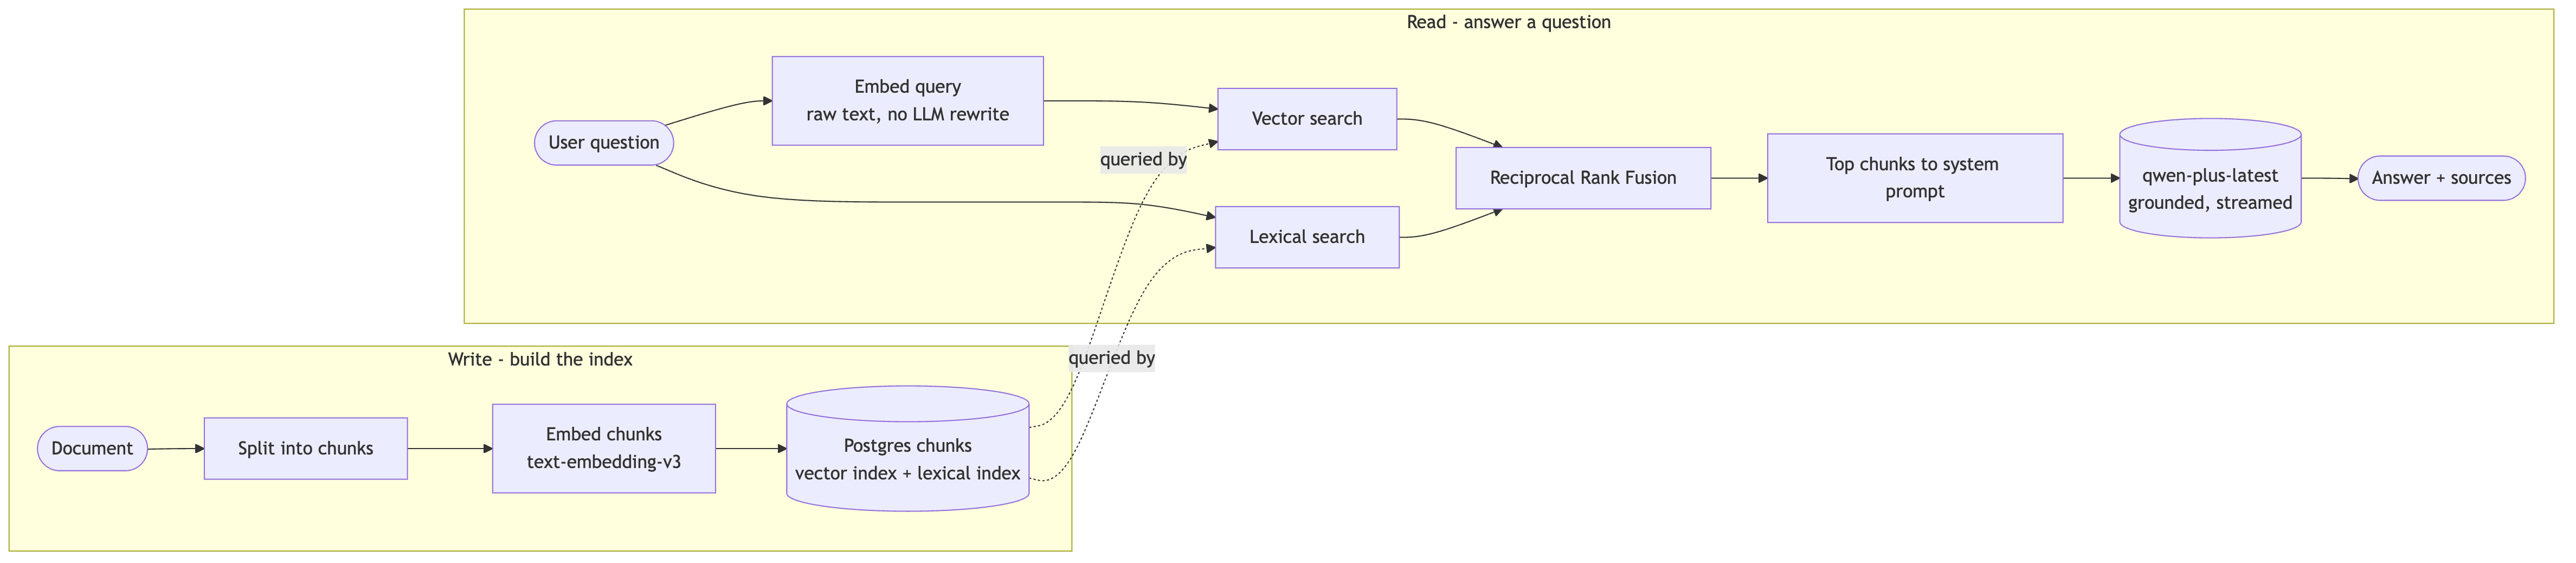 Read - answer a question
User question
Embed query
raw text, no LLM rewrite
queried by
Vector search
Lexical search
Reciprocal Rank Fusion
Top chunks to system
prompt
qwen-plus-latest
grounded, streamed
Answer + sources
Write - build the index
queried by
Document
Split into chunks
Embed chunks
text-embedding-v3
Postgres chunks
vector index + lexical index